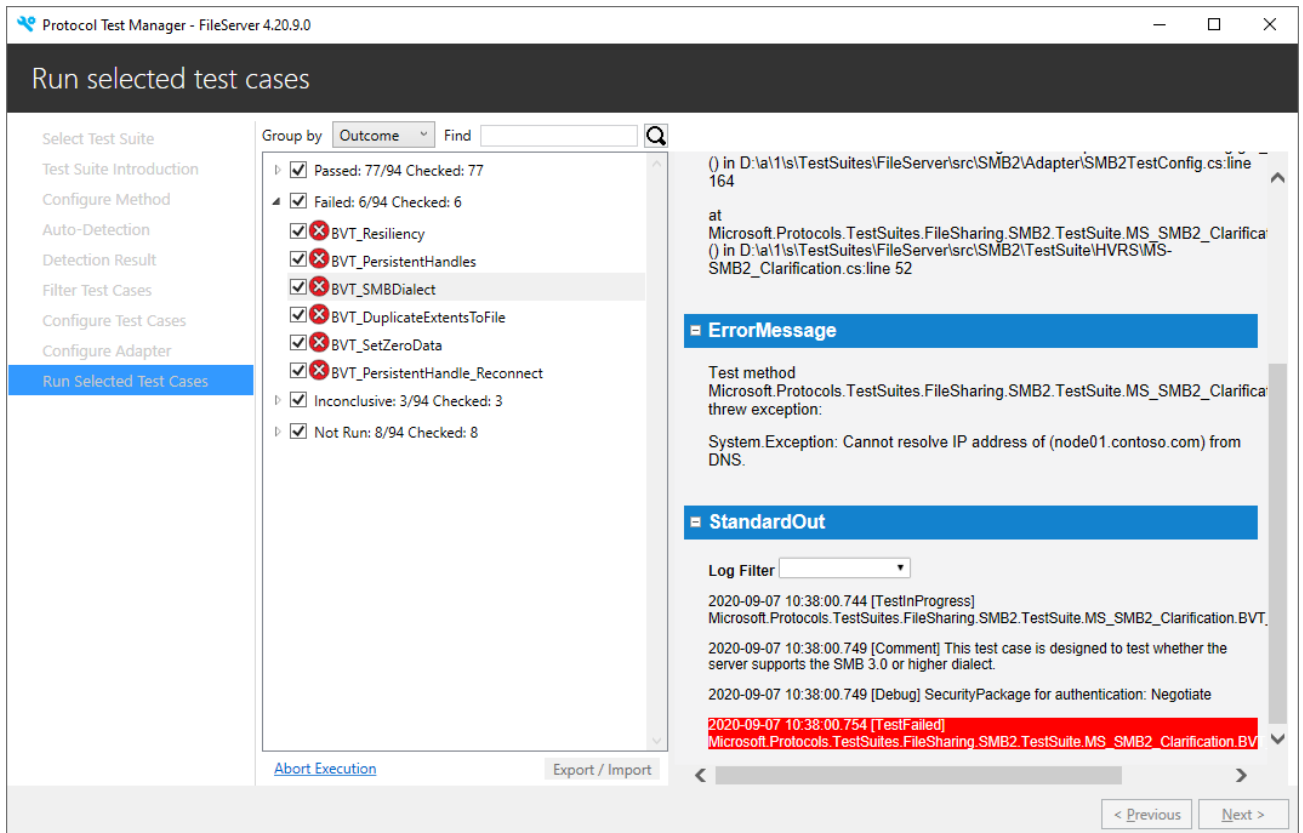 Protocol Test Manager - FileServer 4.20.9.0
Run selected test cases
Select Test Suite
Test Suite Introduction
Configure Method
Auto-Detection
Detection Result
Filter Test Cases
Configure Test Cases
Configure Adapter
Run Selected Test Cases
Group by Outcome Find
Passed: 77/94 Checked: 77
Failed: 6/94 Checked: 6
BVT_Resiliency
BVT_PersistentHandles
BVT_SMBDialect
BVT_DuplicateExtentsToFile
BVT_SetZeroData
BVT_PersistentHandle_Reconnect
Inconclusive: 3/94 Checked: 3
Not Run: 8/94 Checked: 8
Abort Execution
Export / Import
() in D:\a\1\s\TestSuites\FileServer\src\SMB2\Adapter\SMB2TestConfig.cs:line
164
at
Microsoft.Protocols.TestSuites.FileSharing.SMB2.TestSuite.MS_SMB2_Clarificat
() in D:\a\1\s\TestSuites\FileServer\src\SMB2\TestSuite\HVRS\MS-
SMB2_Clarification.cs:line 52
ErrorMessage
Test method
Microsoft.Protocols.TestSuites.FileSharing.SMB2.TestSuite.MS_SMB2_Clarificat
threw exception:
System.Exception: Cannot resolve IP address of (node01.contoso.com) from
DNS.
StandardOut
Log Filter
2020-09-07 10:38:00.744 [TestInProgress]
Microsoft.Protocols.TestSuites.FileSharing.SMB2.TestSuite.MS_SMB2_Clarification.BVT_
2020-09-07 10:38:00.749 [Comment] This test case is designed to test whether the
server supports the SMB 3.0 or higher dialect.
2020-09-07 10:38:00.749 [Debug] SecurityPackage for authentication: Negotiate
2020-09-07 10:38:00.754 [TestFailed]
Microsoft.Protocols.TestSuites.FileSharing.SMB2.TestSuite.MS_SMB2_Clarification.BV
< Previous
Next >